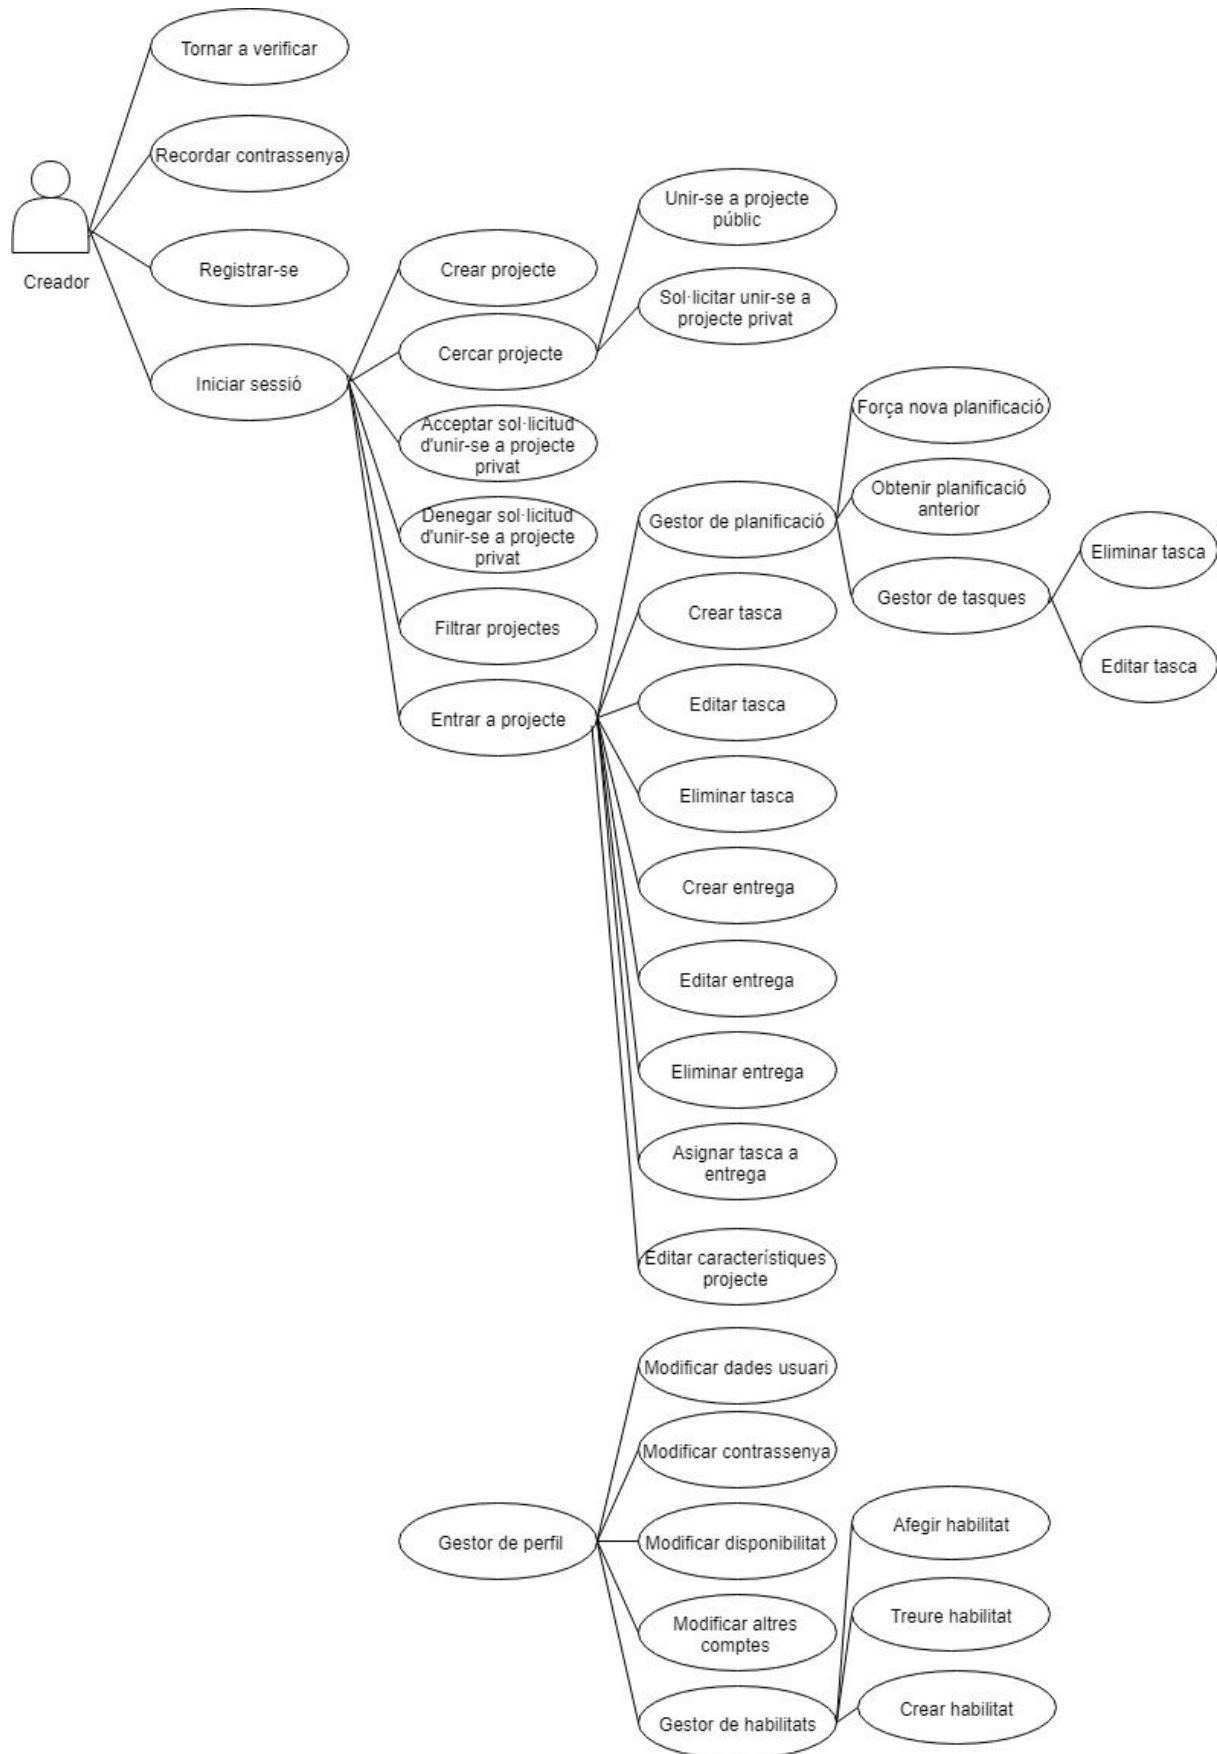 Tornar a verificar
Recordar contrassenya
Creador
Registrar-se
Iniciar sessió
Crear projecte
Cercar projecte
Acceptar sol·licitud
d'unir-se a projecte
privat
Denegar sol·licitud
d'unir-se a projecte
privat
Filtrar projectes
Entrar a projecte
Unir-se a projecte
públic
Sol·licitar unir-se a
projecte privat
Gestor de planificació
Crear tasca
Editar tasca
Eliminar tasca
Crear entrega
Editar entrega
Eliminar entrega
Asignar tasca a
entrega
Editar característiques
projecte
Força nova planificació
Obtenir planificació
anterior
Gestor de tasques
Eliminar tasca
Editar tasca
Gestor de perfil
Modificar dades usuari
Modificar contrassenya
Modificar disponibilitat
Modificar altres
comptes
Gestor de habilitats
Afegir habilitat
Treure habilitat
Crear habilitat